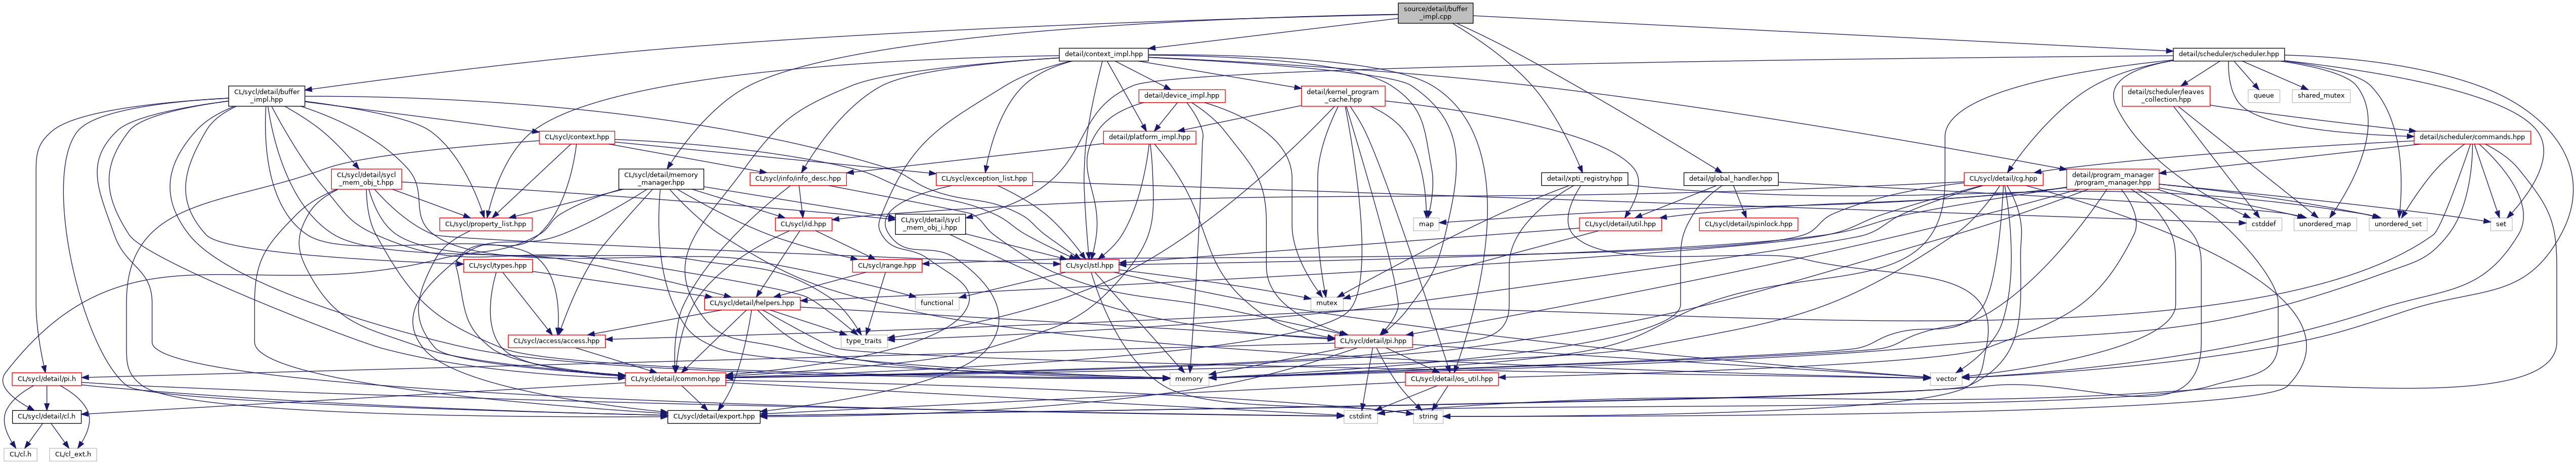 source/detail/buffer
_impl.cpp
detail/context_impl.hpp
detail/scheduler/scheduler.hpp
CL/sycl/detail/buffer
_impl.hpp
detail/device_impl.hpp
detail/kernel_program
_cache.hpp
detail/scheduler/leaves
_collection.hpp
queue
shared_mutex
CL/sycl/context.hpp
detail/platform_impl.hpp
detail/scheduler/commands.hpp
CL/sycl/detail/sycl
_mem_obj_t.hpp
CL/sycl/detail/memory
_manager.hpp
CL/sycl/info/info_desc.hpp
CL/sycl/exception_list.hpp
detail/xpti_registry.hpp
detail/global_handler.hpp
CL/sycl/detail/cg.hpp
detail/program_manager
/program_manager.hpp
CL/sycl/property_list.hpp
CL/sycl/id.hpp
CL/sycl/detail/sycl
_mem_obj_i.hpp
map
CL/sycl/detail/util.hpp
CL/sycl/detail/spinlock.hpp
cstddef
unordered_map
unordered_set
set
CL/sycl/types.hpp
CL/sycl/range.hpp
CL/sycl/stl.hpp
CL/sycl/detail/helpers.hpp
functional
mutex
CL/sycl/access/access.hpp
type_traits
CL/sycl/detail/pi.hpp
CL/sycl/detail/pi.h
CL/sycl/detail/common.hpp
memory
CL/sycl/detail/os_util.hpp
vector
CL/sycl/detail/cl.h
CL/sycl/detail/export.hpp
cstdint
string
CL/cl.h
CL/cl_ext.h